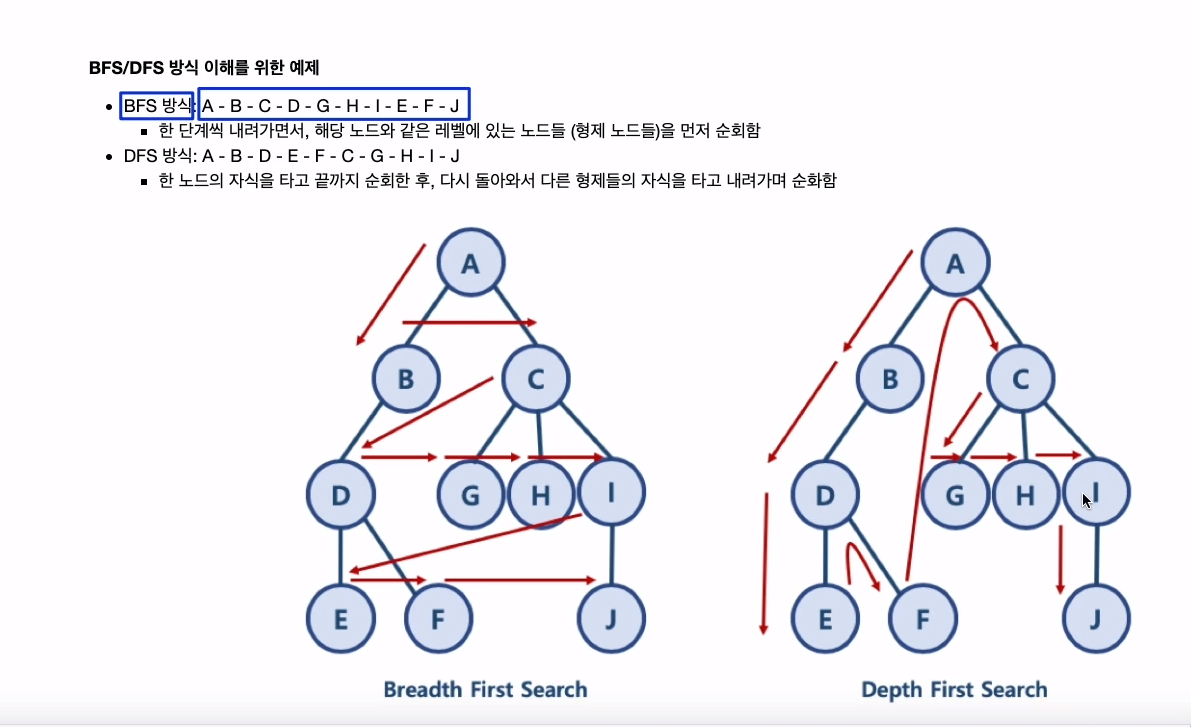 BFS/DFS 방식 이해를 위한 예제
• BFS 방식: A - B - C - D - G - H - I - E - F - J
▪ 한 단계씩 내려가면서, 해당 노드와 같은 레벨에 있는 노드들 (형제 노드들)을 먼저 순회함
• DFS 방식: A - B - D - E - F - C - G - H - I - J
▪ 한 노드의 자식을 타고 끝까지 순회한 후, 다시 돌아와서 다른 형제들의 자식을 타고 내려가며 순화함
A
B C
D G H I
E F J
Breadth First Search
A
B C
D G H I
E F J
Depth First Search